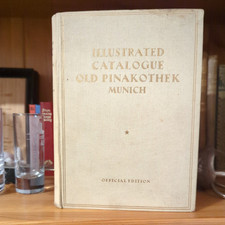 ILLUSTRATED
CATALOGUE
OLD PINAKOTHEK
MUNICH
OFFICIAL EDITION